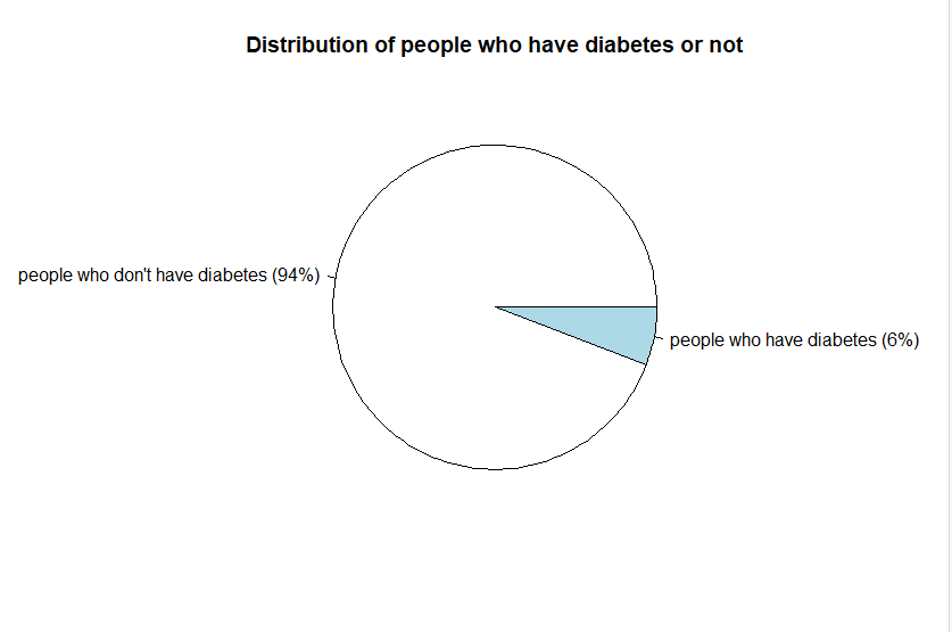 Distribution of people who have diabetes or not
people who don't have diabetes (94%)
people who have diabetes (6%)